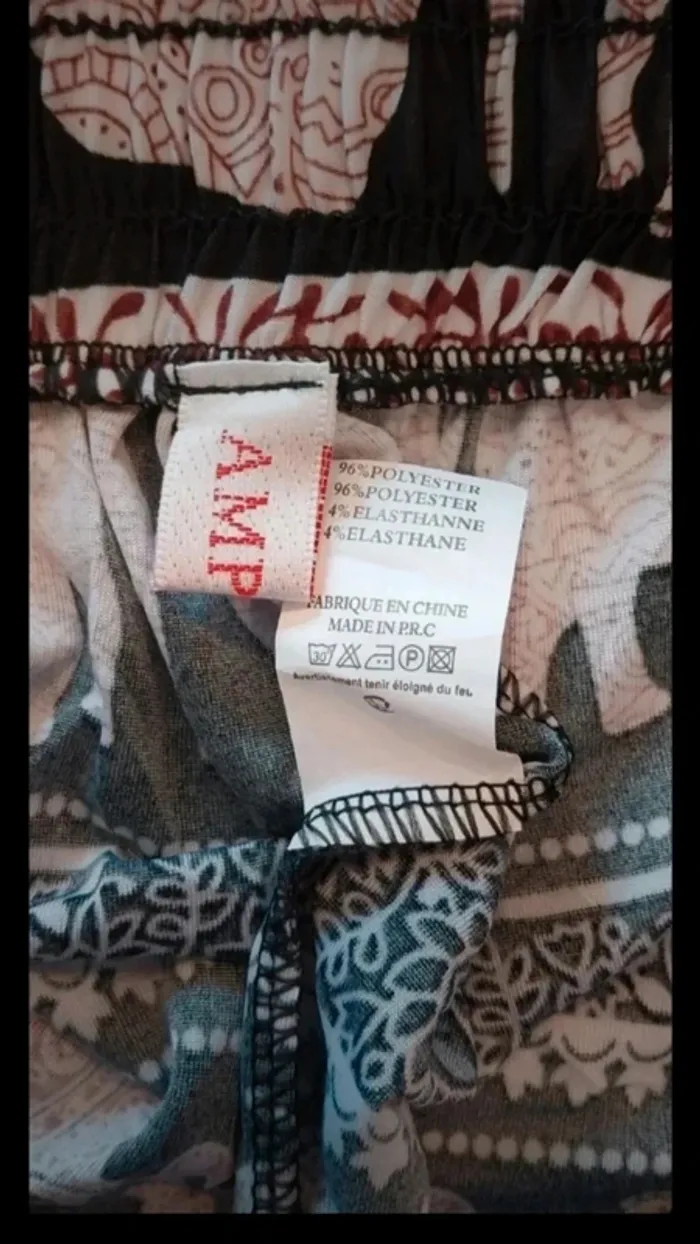 AMP
96%POLYESTER
96%POLYESTER
4%ELASTHANNE
4%ELASTHANE
FABRIQUE EN CHINE
MADE IN P.R.C
30 P
Avertissement tenir éloigné du feu